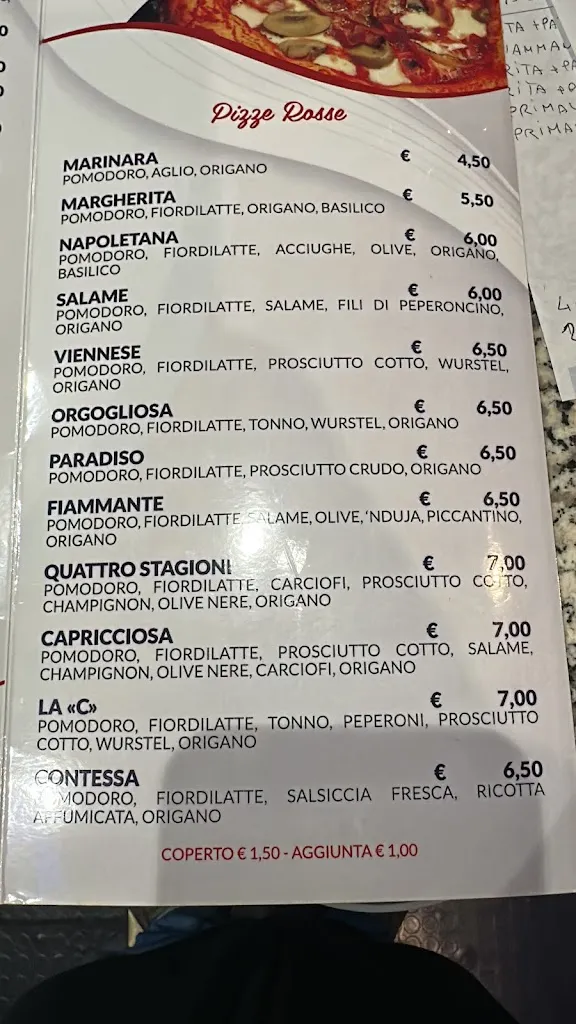 Pizze Rosse
MARINARA € 4,50
POMODORO, AGLIO, ORIGANO
MARGHERITA € 5,50
POMODORO, FIORDILATTE, ORIGANO, BASILICO
NAPOLETANA € 6,00
POMODORO, FIORDILATTE, ACCIUGHE, OLIVE, ORIGANO,
BASILICO
SALAME € 6,00
POMODORO, FIORDILATTE, SALAME, FILI DI PEPERONCINO,
ORIGANO
VIENNESE € 6,50
POMODORO, FIORDILATTE, PROSCIUTTO COTTO, WURSTEL,
ORIGANO
ORGOGLIOSA € 6,50
POMODORO, FIORDILATTE, TONNO, WURSTEL, ORIGANO
PARADISO € 6,50
POMODORO, FIORDILATTE, PROSCIUTTO CRUDO, ORIGANO
FIAMMANTE € 6,50
POMODORO, FIORDILATTE, SALAME, OLIVE, 'NDUJA, PICCANTINO,
ORIGANO
QUATTRO STAGIONI € 7,00
POMODORO, FIORDILATTE, CARCIOFI, PROSCIUTTO COTTO,
CHAMPIGNON, OLIVE NERE, ORIGANO
CAPRICCIOSA € 7,00
POMODORO, FIORDILATTE, PROSCIUTTO COTTO, SALAME,
CHAMPIGNON, OLIVE NERE, CARCIOFI, ORIGANO
LA «C» € 7,00
POMODORO, FIORDILATTE, TONNO, PEPERONI, PROSCIUTTO
COTTO, WURSTEL, ORIGANO
CONTESSA € 6,50
POMODORO, FIORDILATTE, SALSICCIA FRESCA, RICOTTA
AFFUMICATA, ORIGANO
COPERTO € 1,50 - AGGIUNTA € 1,00